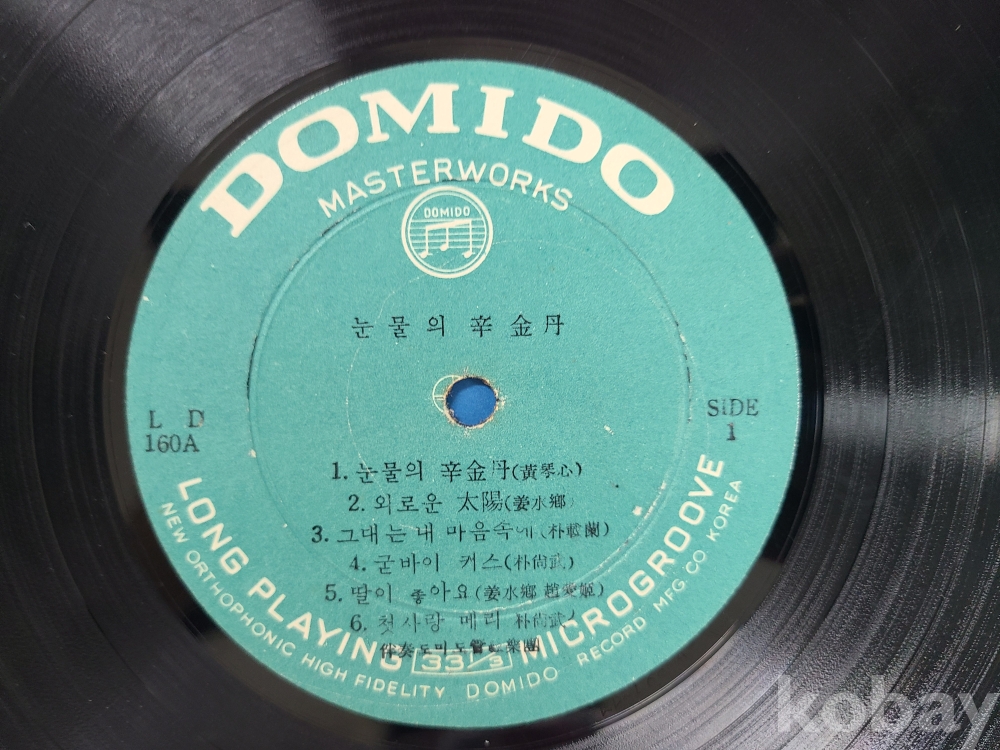 DOMIDO
MASTERWORKS
DOMIDO
눈물의 辛金丹
L D
160A
SIDE
1
1. 눈물의 辛金丹(黃琴心)
2. 외로운 太陽(姜水鄕)
3. 그대는 내 마음속에(朴載蘭)
4. 굳바이 커스(朴尙武)
5. 딸이 좋아요(姜水鄕 趙愛姬)
6. 첫사랑 메리 朴尙武)
伴奏 도미도管 樂團
LONG PLAYING 33 1/3 MICROGROOVE
NEW ORTHOPHONIC HIGH FIDELITY DOMIDO RECORD MFG CO KOREA
kobay